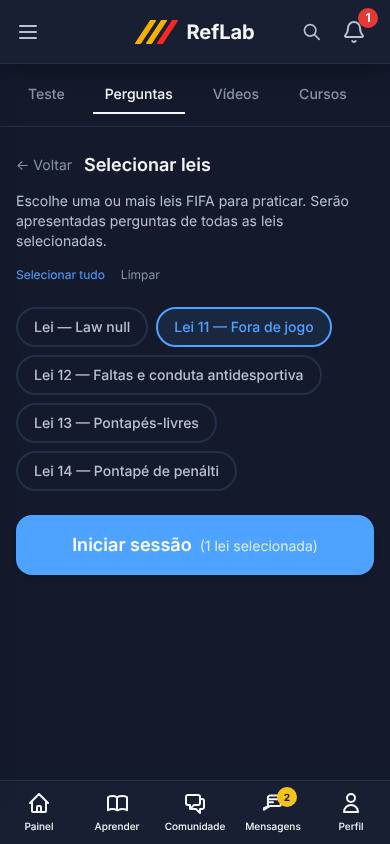 RefLab
1
Teste
Perguntas
Vídeos
Cursos
← Voltar
Selecionar leis
Escolhe uma ou mais leis FIFA para praticar. Serão
apresentadas perguntas de todas as leis
selecionadas.
Selecionar tudo
Limpar
Lei — Law null
Lei 11 — Fora de jogo
Lei 12 — Faltas e conduta antidesportiva
Lei 13 — Pontapés-livres
Lei 14 — Pontapé de penálti
Iniciar sessão (1 lei selecionada)
2
Painel
Aprender
Comunidade
Mensagens
Perfil